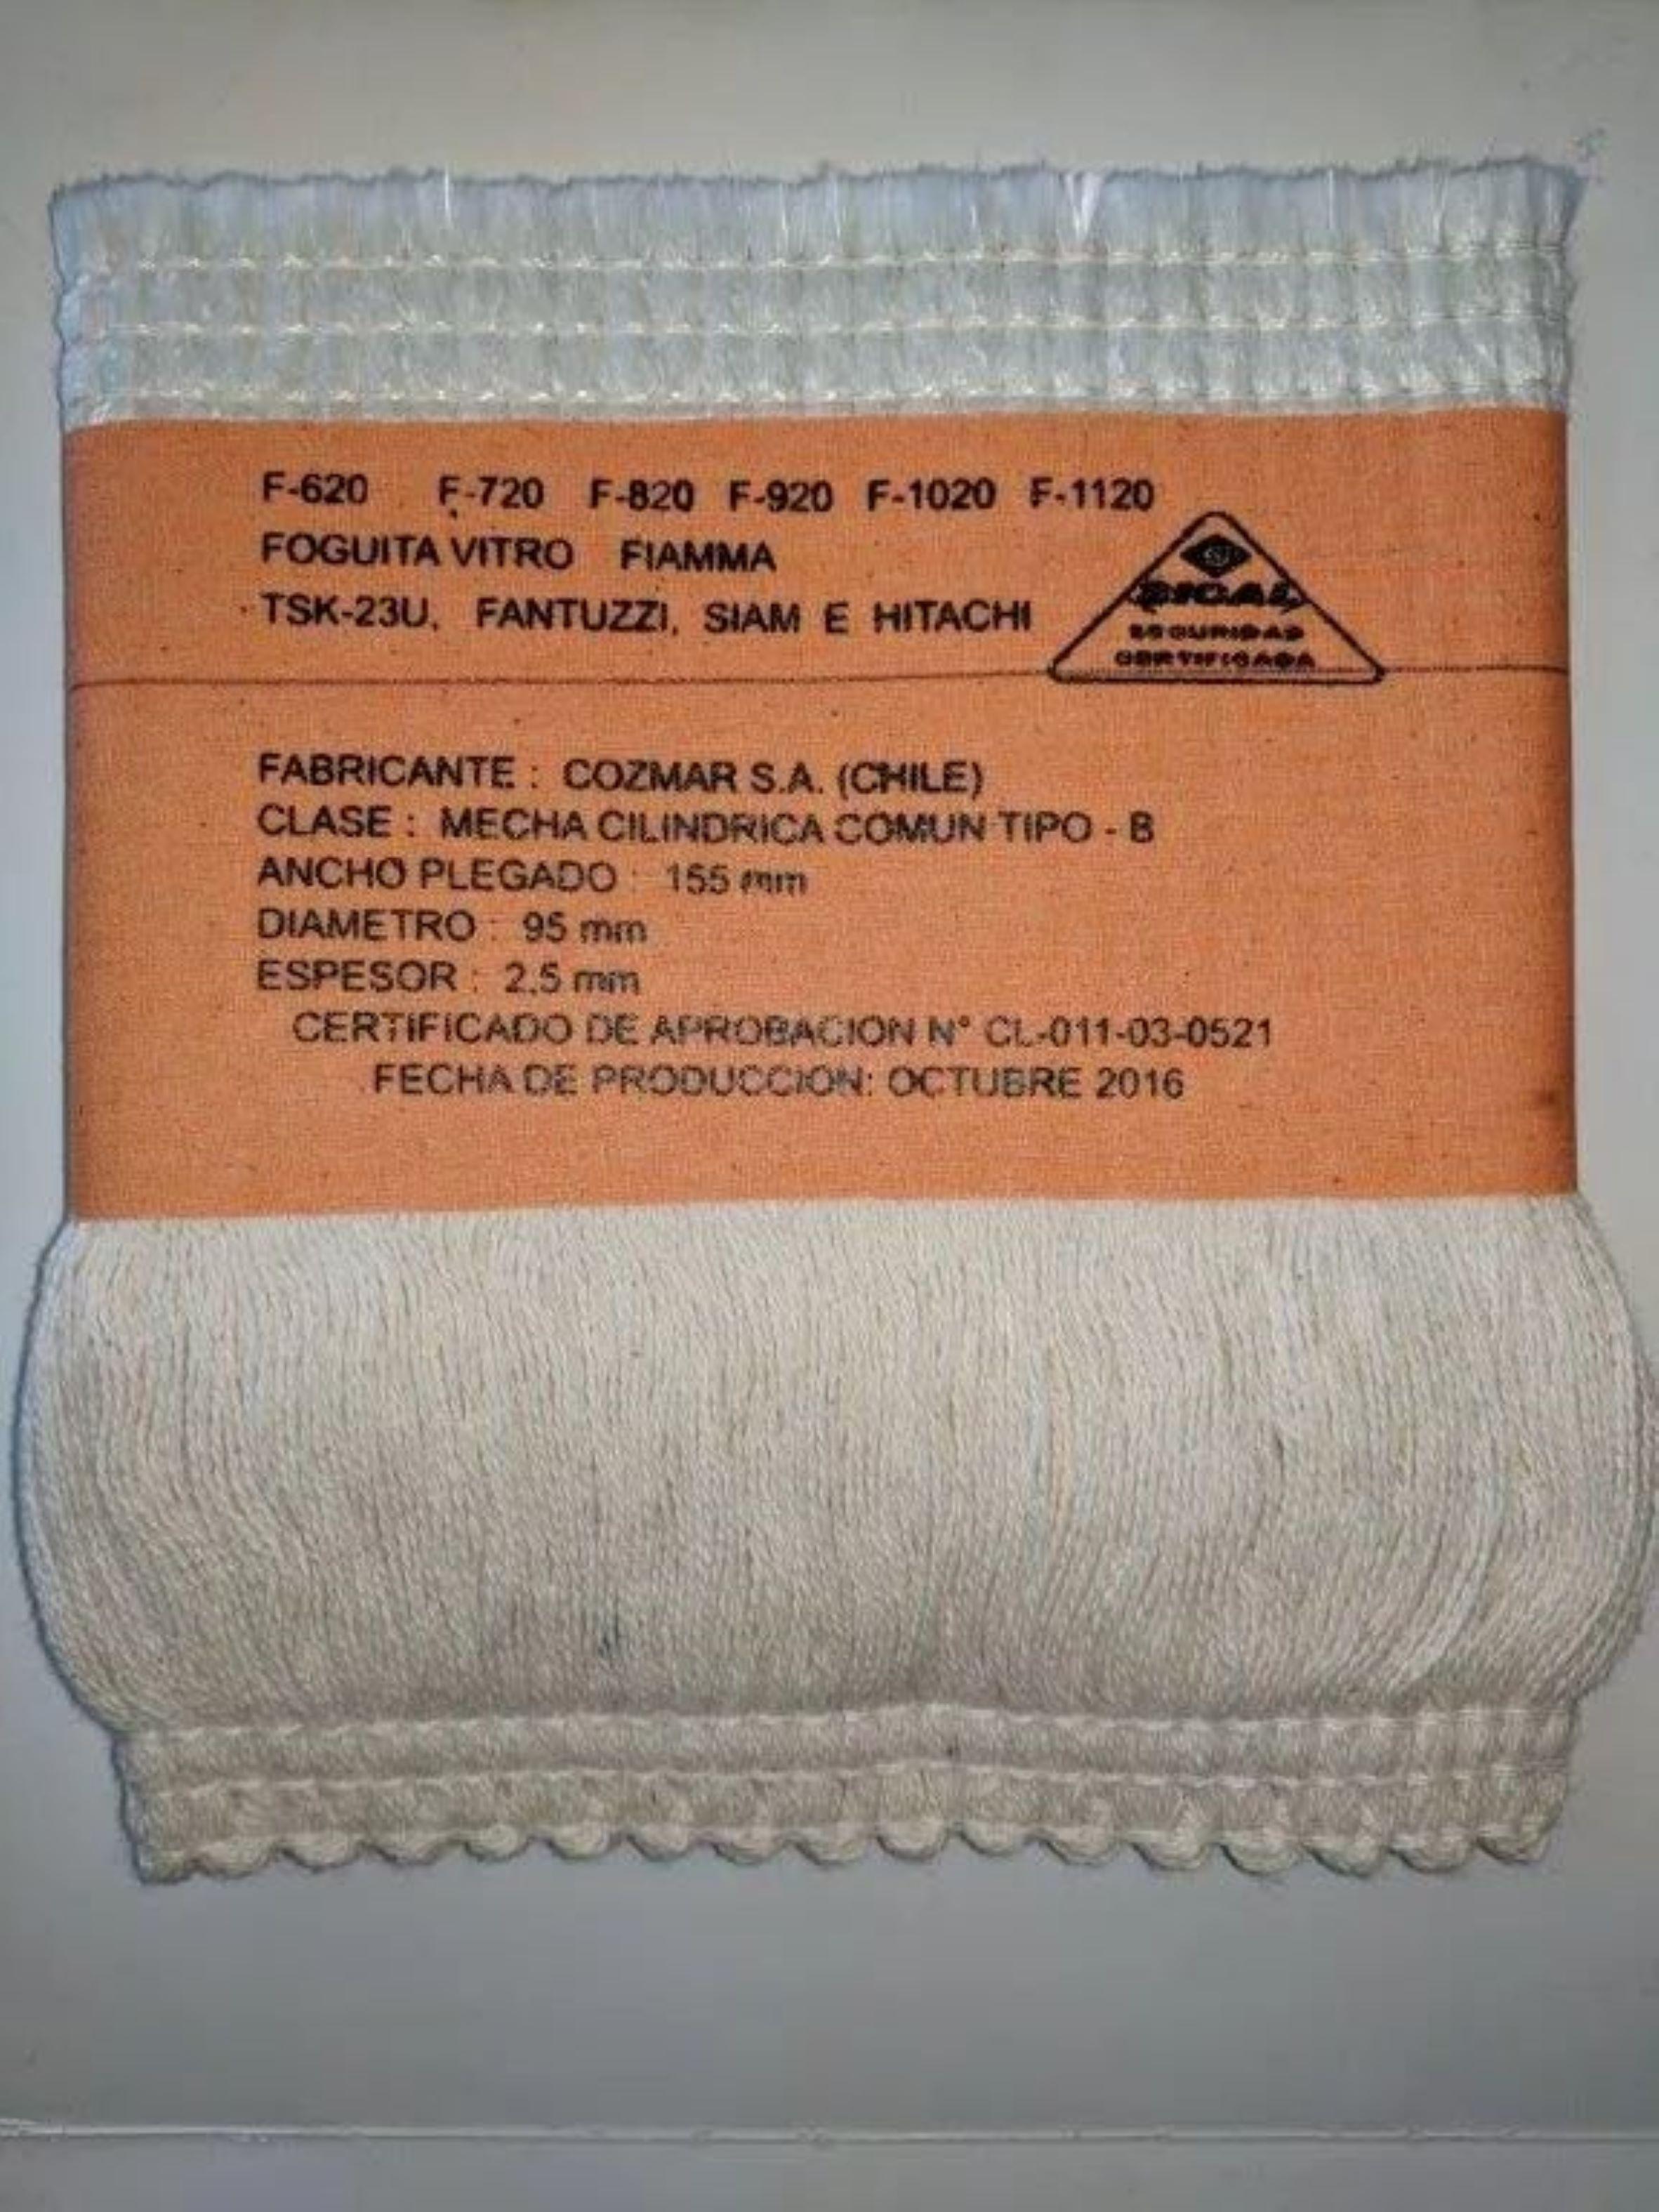 F-620 F-720 F-820 F-920 F-1020 F-1120
FOGUITA VITRO FIAMMA
TSK-23U, FANTUZZI, SIAM E HITACHI
SICAL
SEGURIDAD
CERTIFICADA
FABRICANTE : COZMAR S.A. (CHILE)
CLASE : MECHA CILINDRICA COMUN TIPO - B
ANCHO PLEGADO : 155 mm
DIAMETRO : 95 mm
ESPESOR : 2,5 mm
CERTIFICADO DE APROBACION N° CL-011-03-0521
FECHA DE PRODUCCION: OCTUBRE 2016